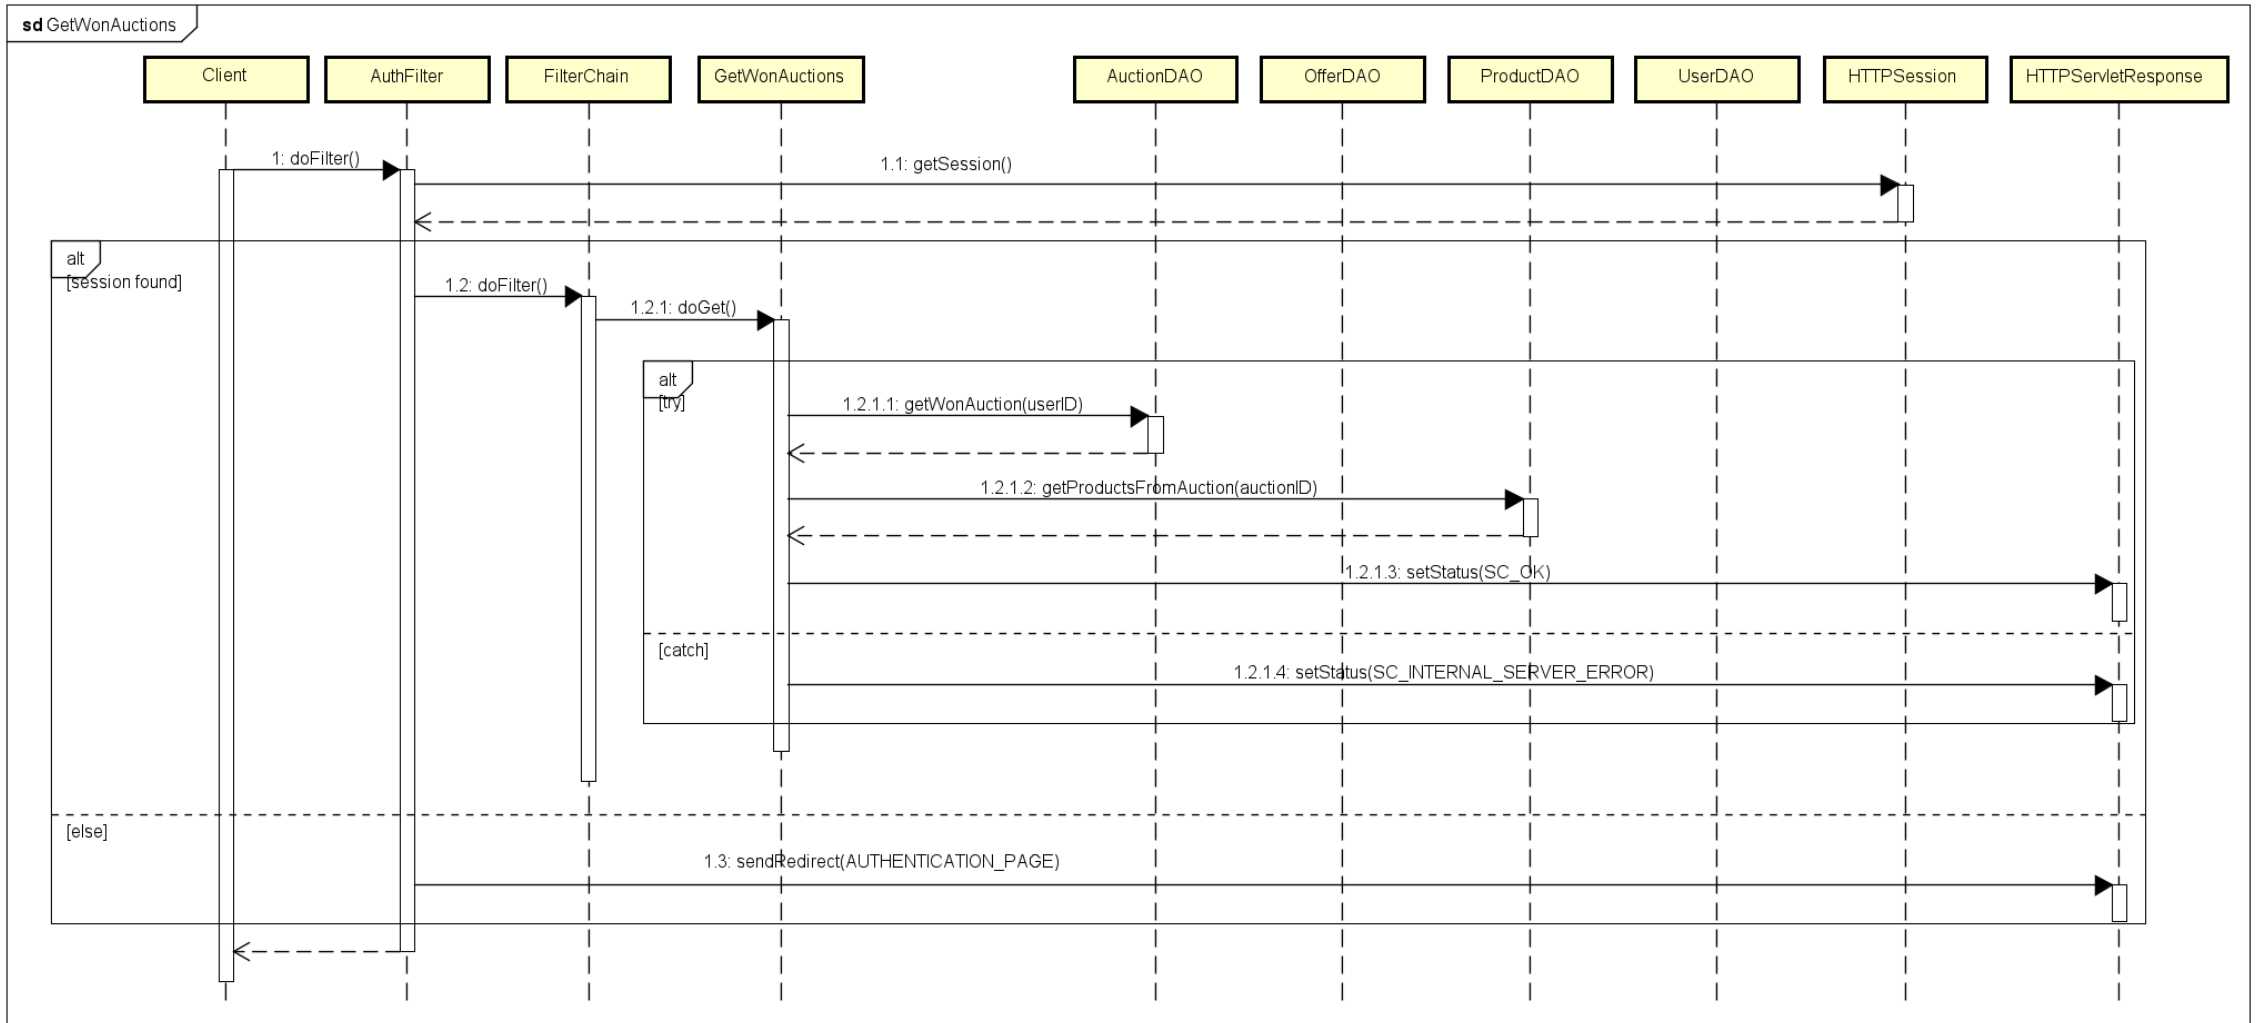 sd GetWonAuctions
Client
AuthFilter
FilterChain
GetWonAuctions
AuctionDAO
OfferDAO
ProductDAO
UserDAO
HTTPSession
HTTPServletResponse
1: doFilter()
1.1: getSession()
alt
[session found]
1.2: doFilter()
1.2.1: doGet()
alt
[try]
1.2.1.1: getWonAuction(userID)
1.2.1.2: getProductsFromAuction(auctionID)
1.2.1.3: setStatus(SC_OK)
[catch]
1.2.1.4: setStatus(SC_INTERNAL_SERVER_ERROR)
[else]
1.3: sendRedirect(AUTHENTICATION_PAGE)